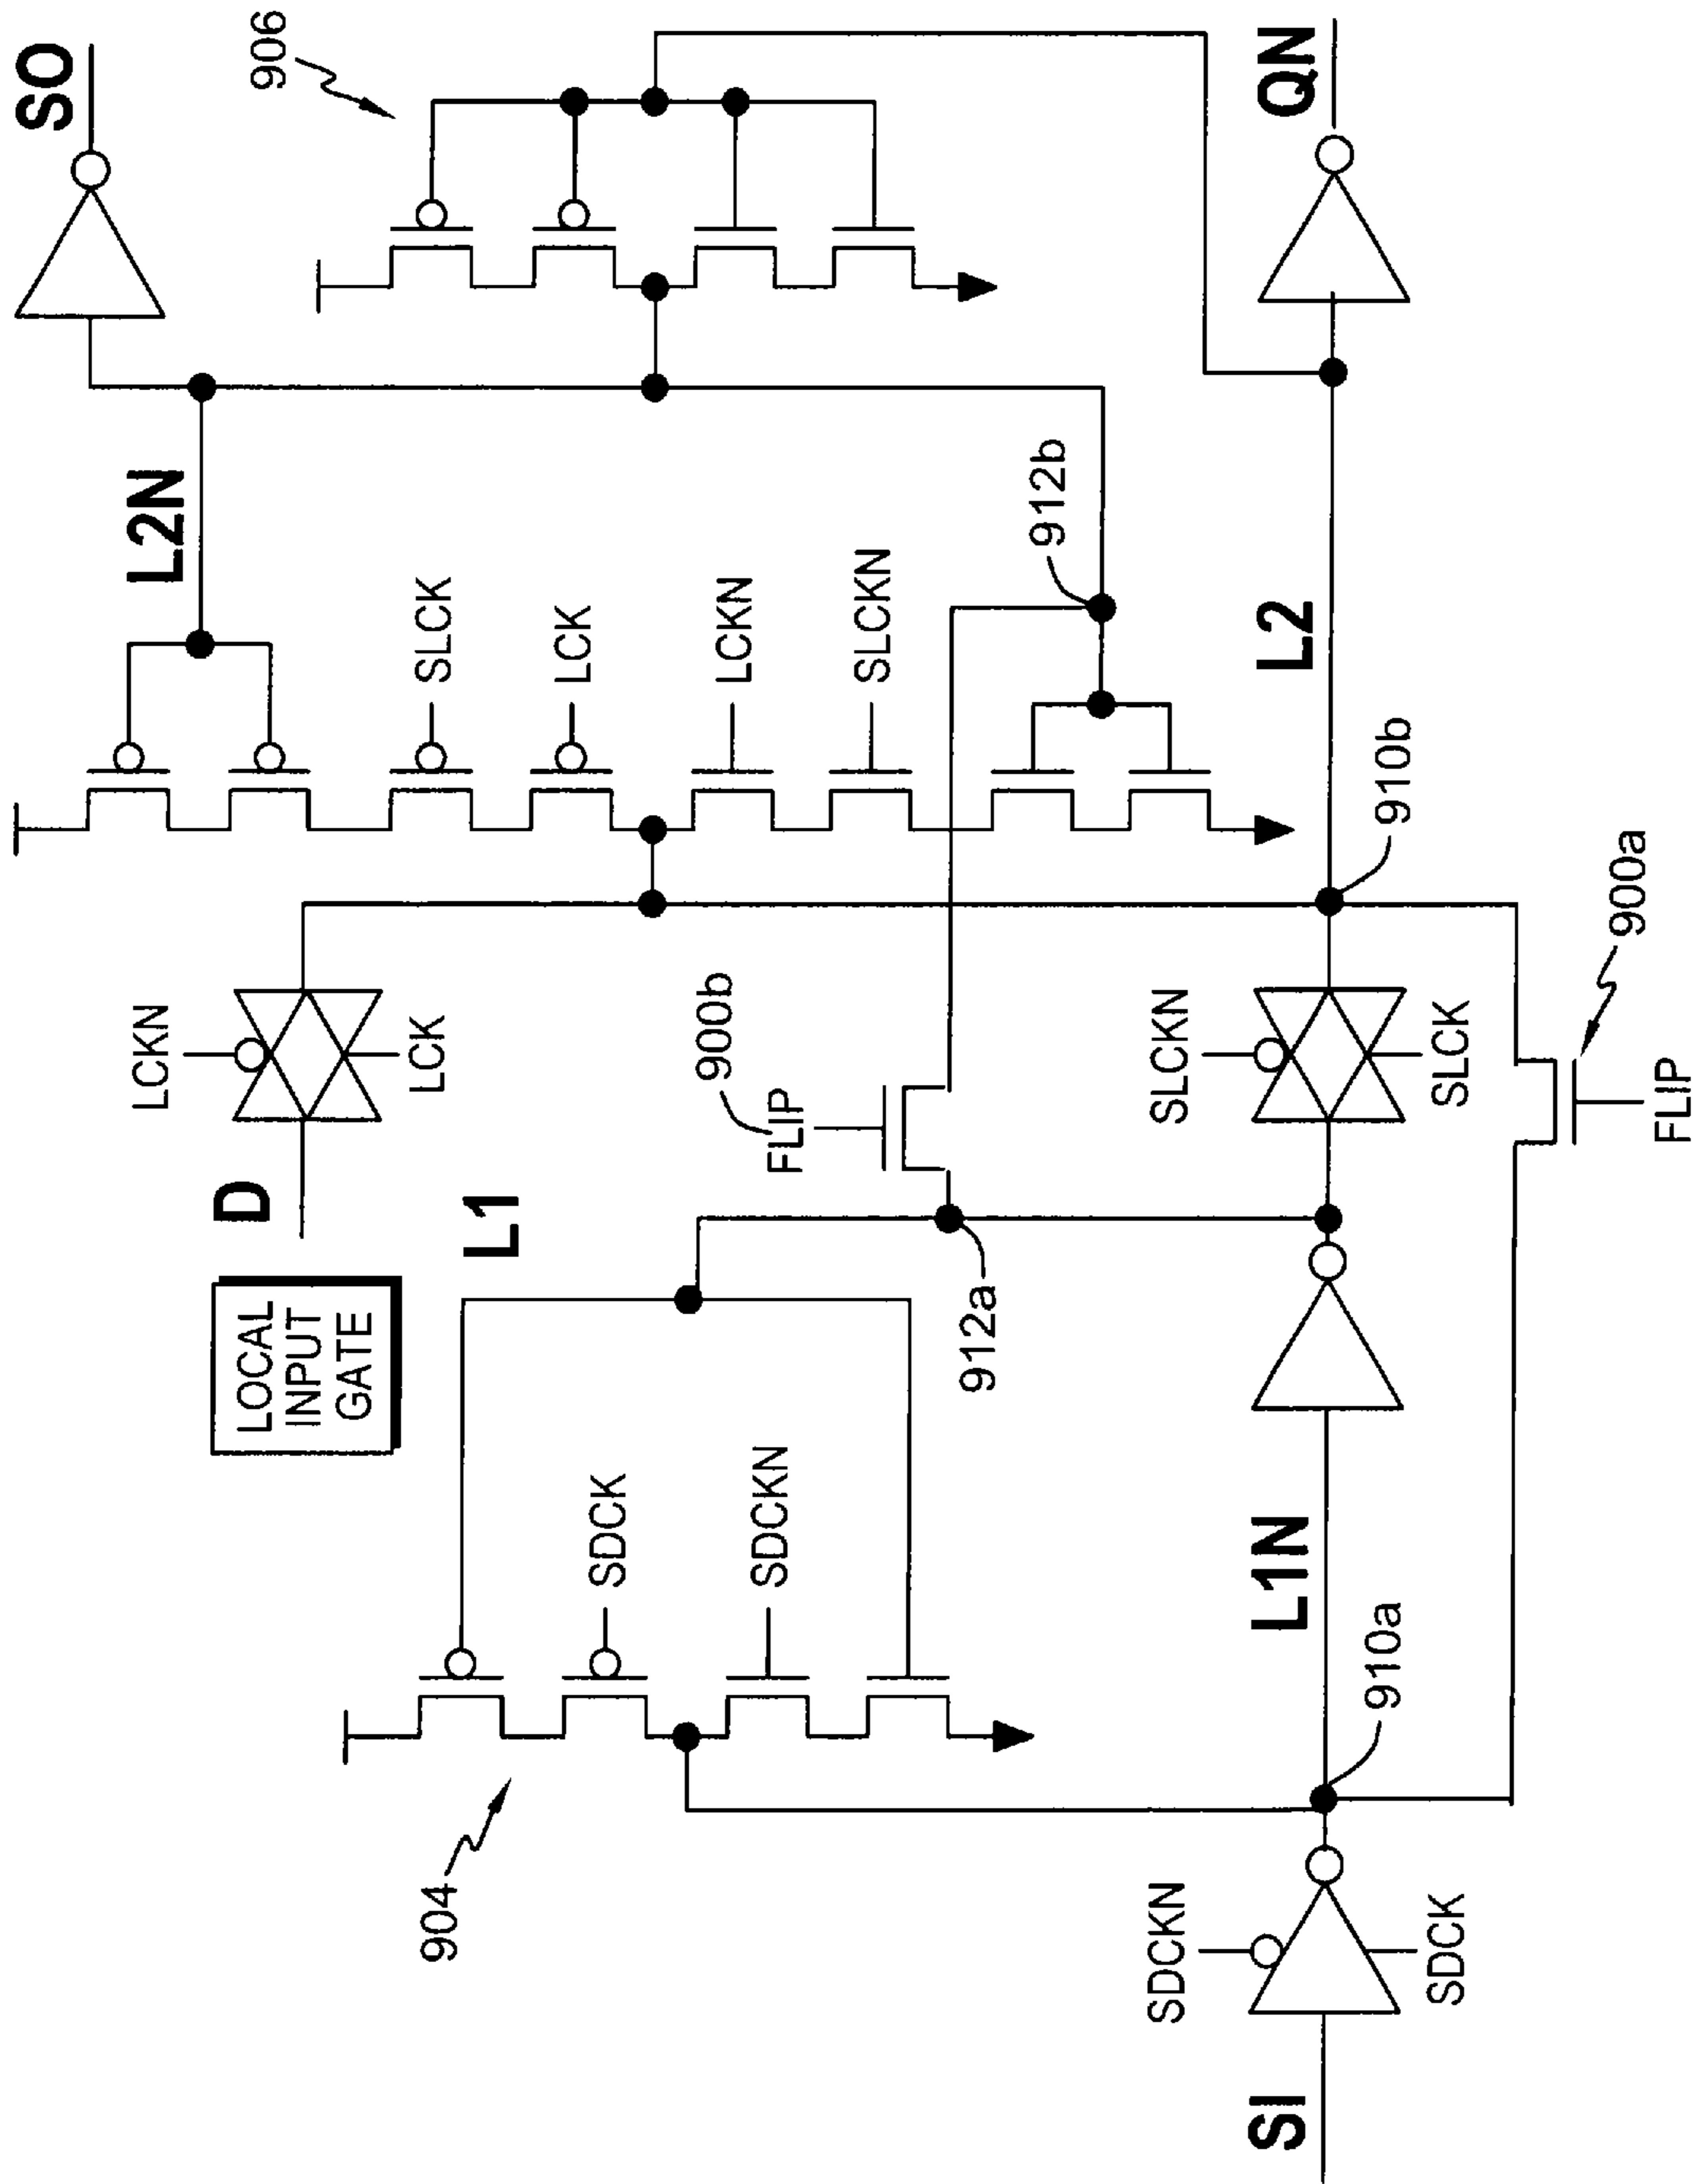 SO
906
L2N
SLCK
LCK
LCKN
SLCKN
912b
QN
L2
910b
LCKN
LCK
D
LOCAL
INPUT
GATE
L1
900b
FLIP
912a
SLCKN
SLCK
900a
FLIP
SDCK
SDCKN
904
L1N
910a
SDCKN
SDCK
SI